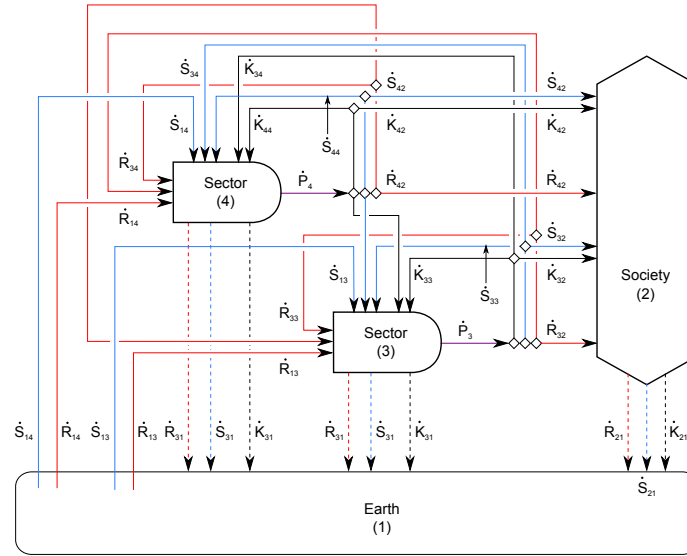 Ṡ₃₄ K̇₃₄ Ṡ₄₂ Ṡ₄₂
Ṡ₁₄ K̇₄₄ Ṡ₄₄ K̇₄₂ K̇₄₂
Ṙ₃₄ Sector Ṗ₄ Ṙ₄₂ Ṙ₄₂
(4)
Ṙ₁₄
Ṡ₃₂ Ṡ₃₂
Ṡ₁₃ K̇₃₃ Ṡ₃₃ K̇₃₂ Society
(2)
Ṙ₃₃ Sector Ṗ₃ Ṙ₃₂
(3)
Ṙ₁₃
Ṡ₁₄ Ṙ₁₄ Ṡ₁₃ Ṙ₁₃ Ṙ₃₁ Ṡ₃₁ K̇₃₁ Ṙ₃₁ Ṡ₃₁ K̇₃₁ Ṙ₂₁ K̇₂₁
Ṡ₂₁
Earth
(1)